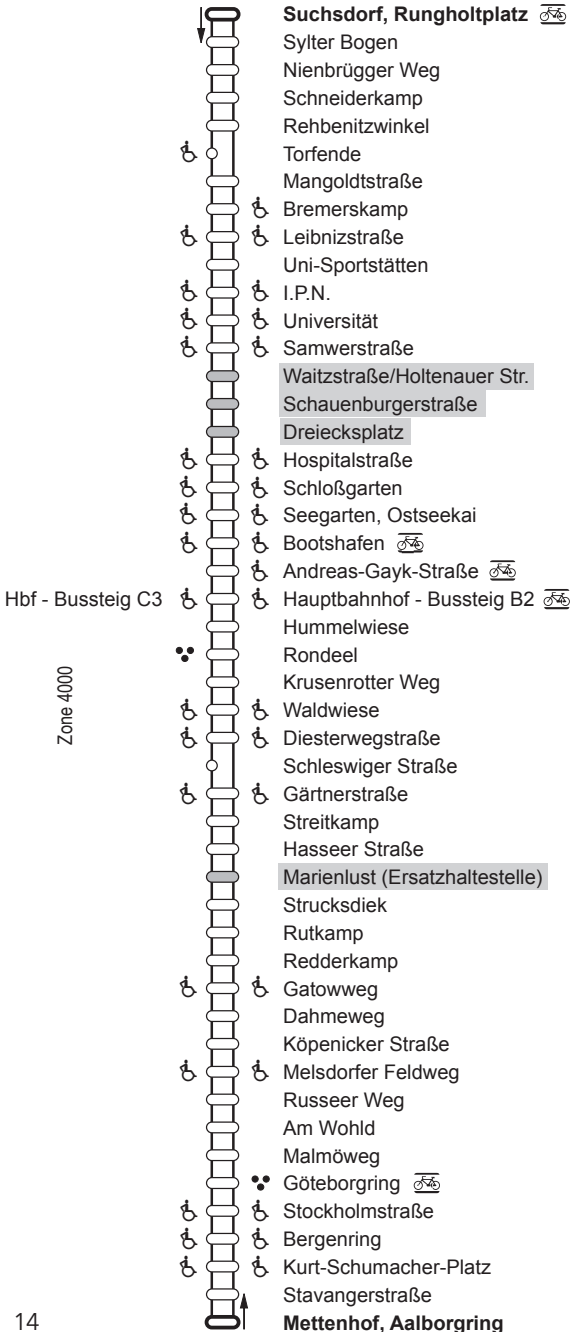 Suchsdorf, Rungholtplatz
Sylter Bogen
Nienbrügger Weg
Schneiderkamp
Rehbenitzwinkel
Torfende
Mangoldtstraße
Bremerskamp
Leibnizstraße
Uni-Sportstätten
I.P.N.
Universität
Samwerstraße
Waitzstraße/Holtenauer Str.
Schauenburgerstraße
Dreiecksplatz
Hospitalstraße
Schloßgarten
Seegarten, Ostseekai
Bootshafen
Andreas-Gayk-Straße
Hbf - Bussteig C3 Hauptbahnhof - Bussteig B2
Hummelwiese
Rondeel
Krusenrotter Weg
Zone 4000
Waldwiese
Diesterwegstraße
Schleswiger Straße
Gärtnerstraße
Streitkamp
Hasseer Straße
Marienlust (Ersatzhaltestelle)
Strucksdiek
Rutkamp
Redderkamp
Gatowweg
Dahmeweg
Köpenicker Straße
Melsdorfer Feldweg
Russeer Weg
Am Wohld
Malmöweg
Göteborgring
Stockholmstraße
Bergenring
Kurt-Schumacher-Platz
Stavangerstraße
14 Mettenhof, Aalborgring